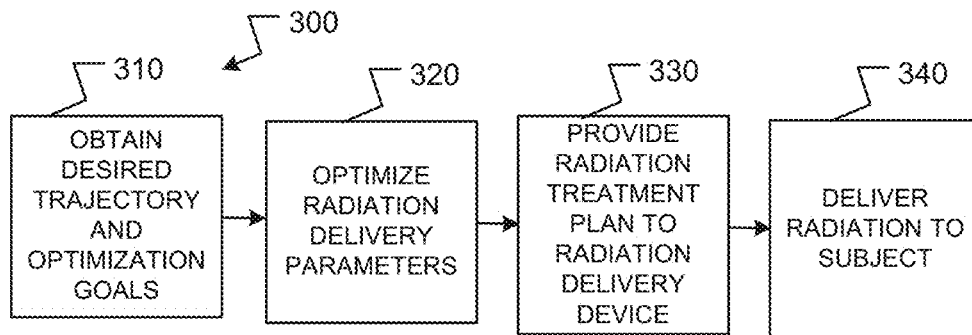 300
310
OBTAIN
DESIRED
TRAJECTORY
AND
OPTIMIZATION
GOALS
320
OPTIMIZE
RADIATION
DELIVERY
PARAMETERS
330
PROVIDE
RADIATION
TREATMENT
PLAN TO
RADIATION
DELIVERY
DEVICE
340
DELIVER
RADIATION TO
SUBJECT